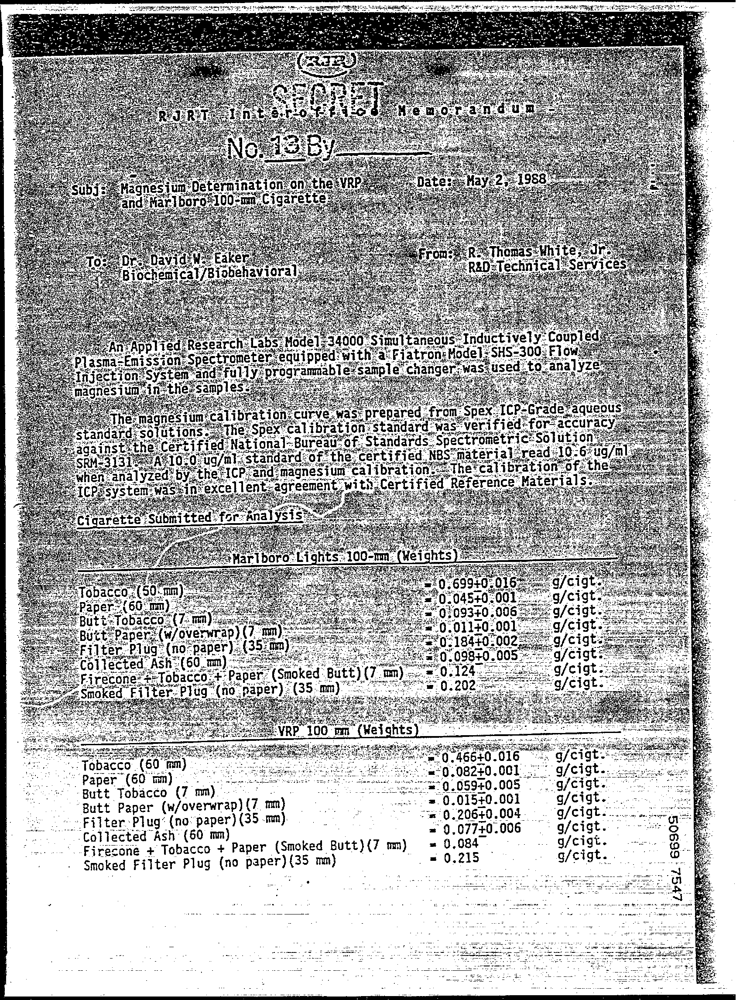 RJR
SECRET
RJRT Interoffice Memorandum
No. 13 By
Subj: Magnesium Determination on the VRP
and Marlboro 100-mm Cigarette
Date: May 2, 1988
To: Dr. David W. Eaker
Biochemical/Biobehavioral
From: R. Thomas White, Jr.
R&D Technical Services
An Applied Research Labs Model 34000 Simultaneous Inductively Coupled
Plasma-Emission Spectrometer equipped with a Fiatron Model SHS-300 Flow
Injection System and fully programmable sample changer was used to analyze
magnesium in the samples.
The magnesium calibration curve was prepared from Spex ICP-Grade aqueous
standard solutions. The Spex calibration standard was verified for accuracy
against the Certified National Bureau of Standards Spectrometric Solution
SRM-3131. A 10.0 ug/ml standard of the certified NBS material read 10.6 ug/ml
when analyzed by the ICP and magnesium calibration. The calibration of the
ICP system was in excellent agreement with Certified Reference Materials.
Cigarette Submitted for Analysis
Marlboro Lights 100-mm (Weights)
Tobacco (50 mm) = 0.699+0.016 g/cigt.
Paper (60 mm) = 0.045+0.001 g/cigt.
Butt Tobacco (7 mm) = 0.093+0.006 g/cigt.
Butt Paper (w/overwrap)(7 mm) = 0.011+0.001 g/cigt.
Filter Plug (no paper) (35 mm) = 0.184+0.002 g/cigt.
Collected Ash (60 mm) = 0.098+0.005 g/cigt.
Firecone + Tobacco + Paper (Smoked Butt)(7 mm) = 0.124 g/cigt.
Smoked Filter Plug (no paper) (35 mm) = 0.202 g/cigt.
VRP 100 mm (Weights)
Tobacco (60 mm) = 0.466+0.016 g/cigt.
Paper (60 mm) = 0.082+0.001 g/cigt.
Butt Tobacco (7 mm) = 0.059+0.005 g/cigt.
Butt Paper (w/overwrap)(7 mm) = 0.015+0.001 g/cigt.
Filter Plug (no paper)(35 mm) = 0.206+0.004 g/cigt.
Collected Ash (60 mm) = 0.077+0.006 g/cigt.
Firecone + Tobacco + Paper (Smoked Butt)(7 mm) = 0.084 g/cigt.
Smoked Filter Plug (no paper)(35 mm) = 0.215 g/cigt.
50699 7547